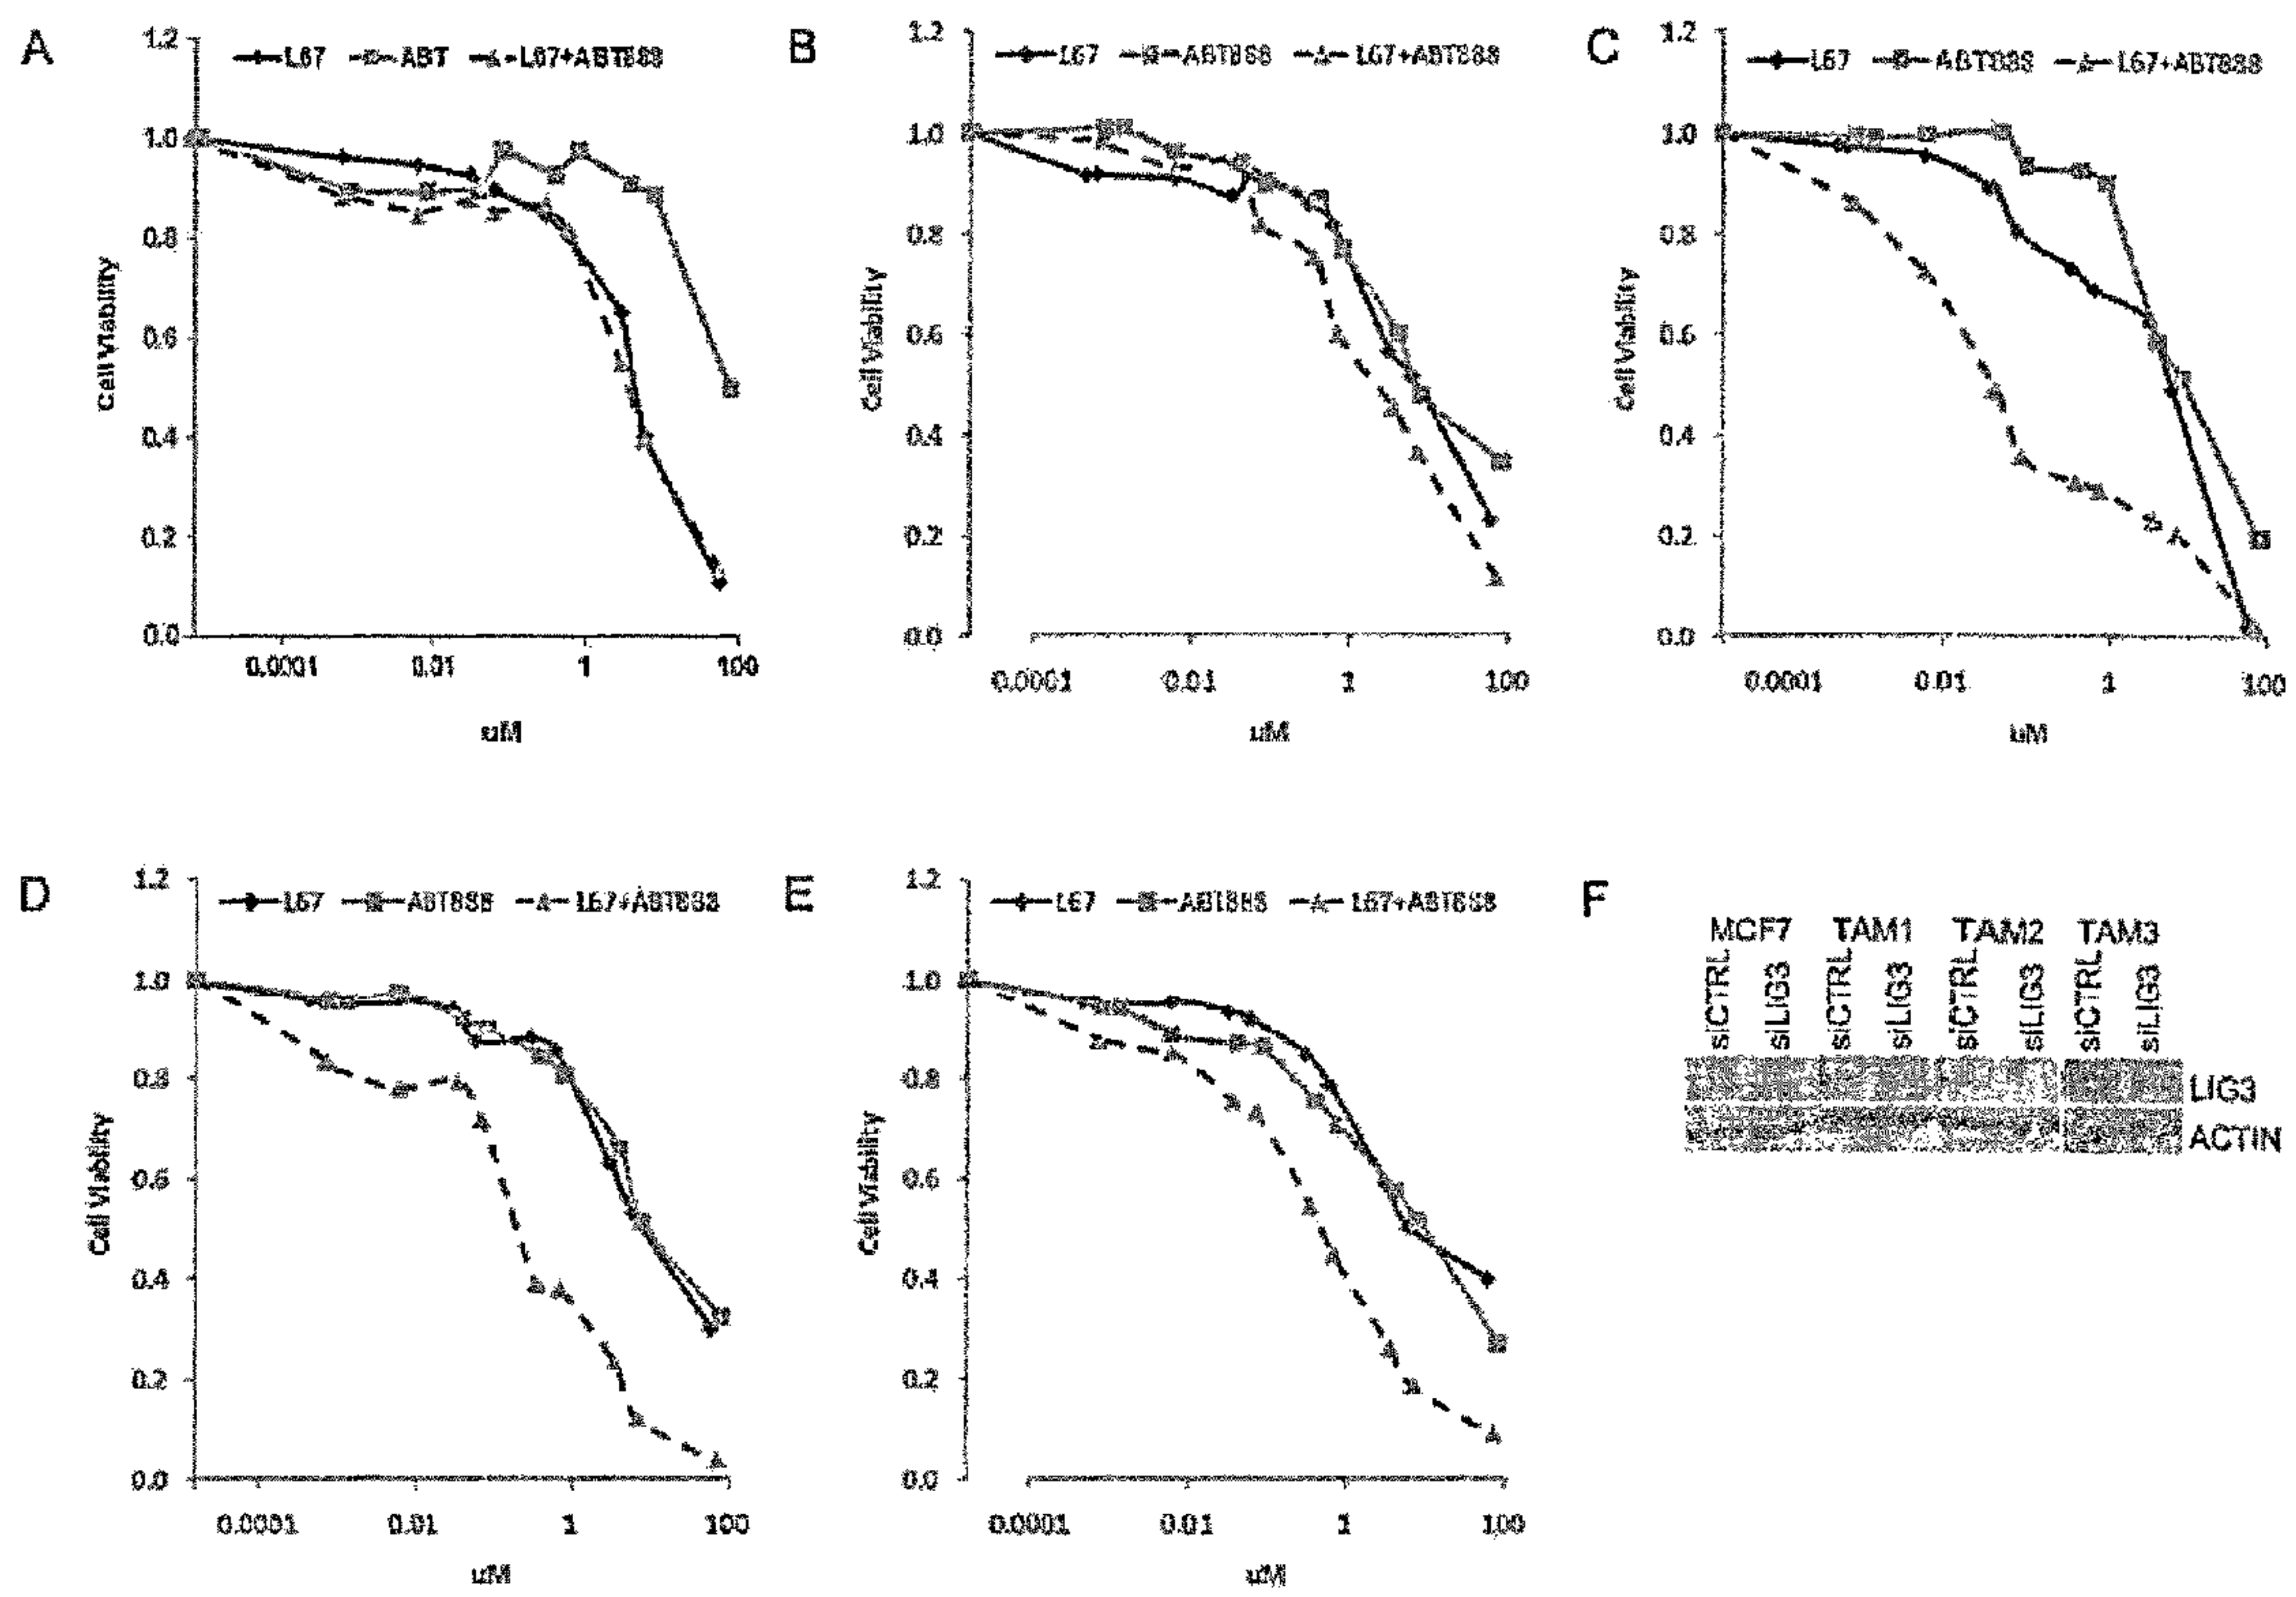 A
1.2
L67 ABT L67+ABT888
1.0
0.8
0.6
0.4
0.2
0.0
Cell Viability
0.0001 0.01 1 100
uM
B
1.2
L67 ABT888 L67+ABT888
1.0
0.8
0.6
0.4
0.2
0.0
Cell Viability
0.0001 0.01 1 100
uM
C
1.2
L67 ABT888 L67+ABT888
1.0
0.8
0.6
0.4
0.2
0.0
Cell Viability
0.0001 0.01 1 100
uM
D
1.2
L67 ABT888 L67+ABT888
1.0
0.8
0.6
0.4
0.2
0.0
Cell Viability
0.0001 0.01 1 100
uM
E
1.2
L67 ABT888 L67+ABT888
1.0
0.8
0.6
0.4
0.2
0.0
Cell Viability
0.0001 0.01 1 100
uM
F
MCF7 TAM1 TAM2 TAM3
siCTRL siLIG3 siCTRL siLIG3 siCTRL siLIG3 siCTRL siLIG3
LIG3
ACTIN